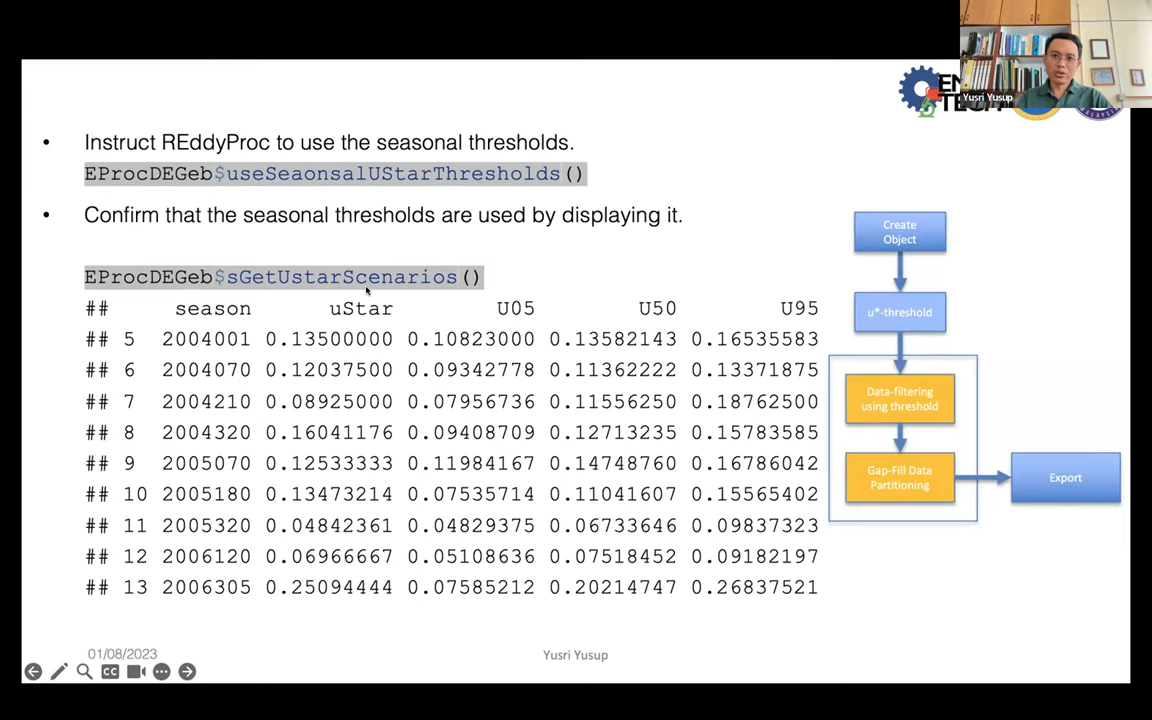 EN
TECH
Yusri Yusup
• Instruct REddyProc to use the seasonal thresholds.
EProcDEGeb$useSeaonsalUStarThresholds()
• Confirm that the seasonal thresholds are used by displaying it.
EProcDEGeb$sGetUstarScenarios()
## season uStar U05 U50 U95
## 5 2004001 0.13500000 0.10823000 0.13582143 0.16535583
## 6 2004070 0.12037500 0.09342778 0.11362222 0.13371875
## 7 2004210 0.08925000 0.07956736 0.11556250 0.18762500
## 8 2004320 0.16041176 0.09408709 0.12713235 0.15783585
## 9 2005070 0.12533333 0.11984167 0.14748760 0.16786042
## 10 2005180 0.13473214 0.07535714 0.11041607 0.15565402
## 11 2005320 0.04842361 0.04829375 0.06733646 0.09837323
## 12 2006120 0.06966667 0.05108636 0.07518452 0.09182197
## 13 2006305 0.25094444 0.07585212 0.20214747 0.26837521
Create
Object
u*-threshold
Data-filtering
using threshold
Gap-Fill Data
Partitioning
Export
01/08/2023
Yusri Yusup
CC